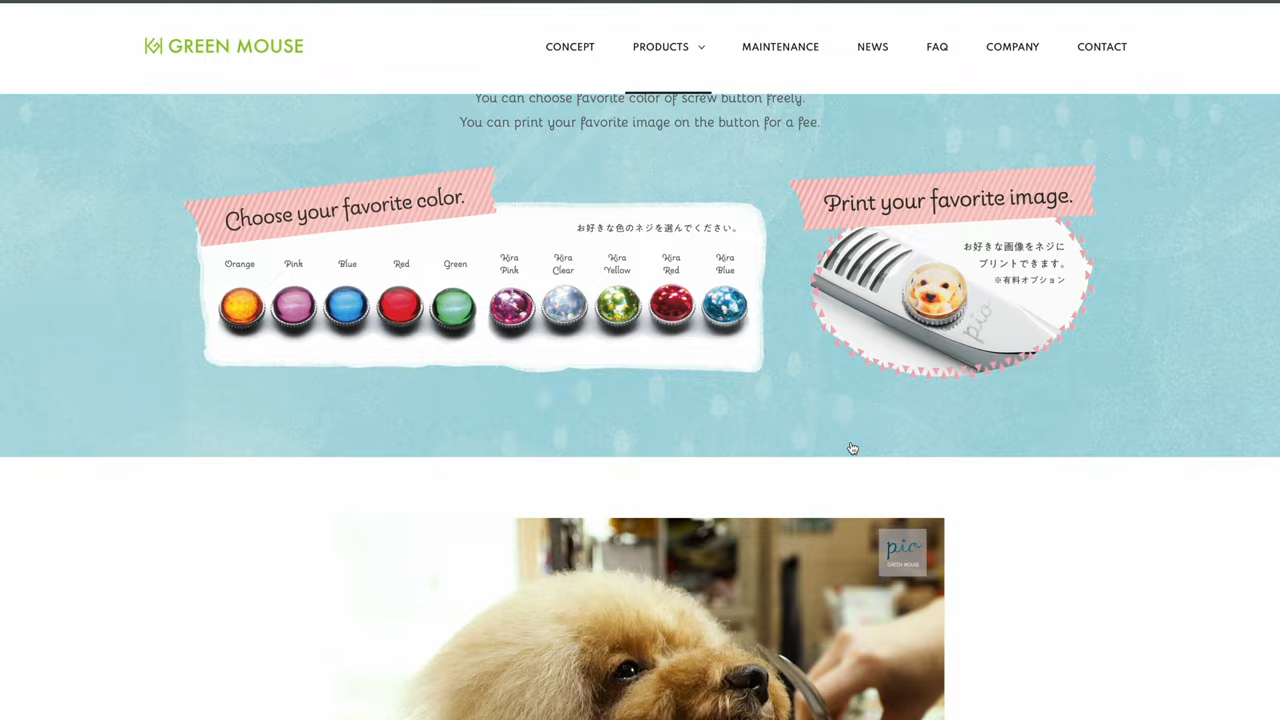 GREEN MOUSE
CONCEPT
PRODUCTS
MAINTENANCE
NEWS
FAQ
COMPANY
CONTACT
You can choose favorite color of screw button freely.
You can print your favorite image on the button for a fee.
Choose your favorite color.
お好きな色のネジを選んでください。
Orange
Pink
Blue
Red
Green
Kira
Pink
Kira
Clear
Kira
Yellow
Kira
Red
Kira
Blue
Print your favorite image.
お好きな画像をネジに
プリントできます。
※有料オプション
pio
pio
GREEN MOUSE